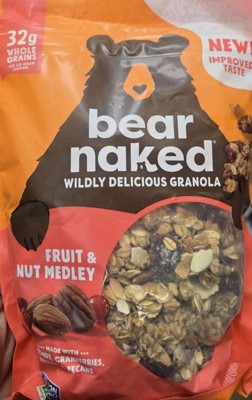 32g
WHOLE
GRAINS
NEW!
IMPROVED
TASTE
bear
naked®
WILDLY DELICIOUS GRANOLA
FRUIT &
NUT MEDLEY
MADE WITH
CRANBERRIES,
PECANS